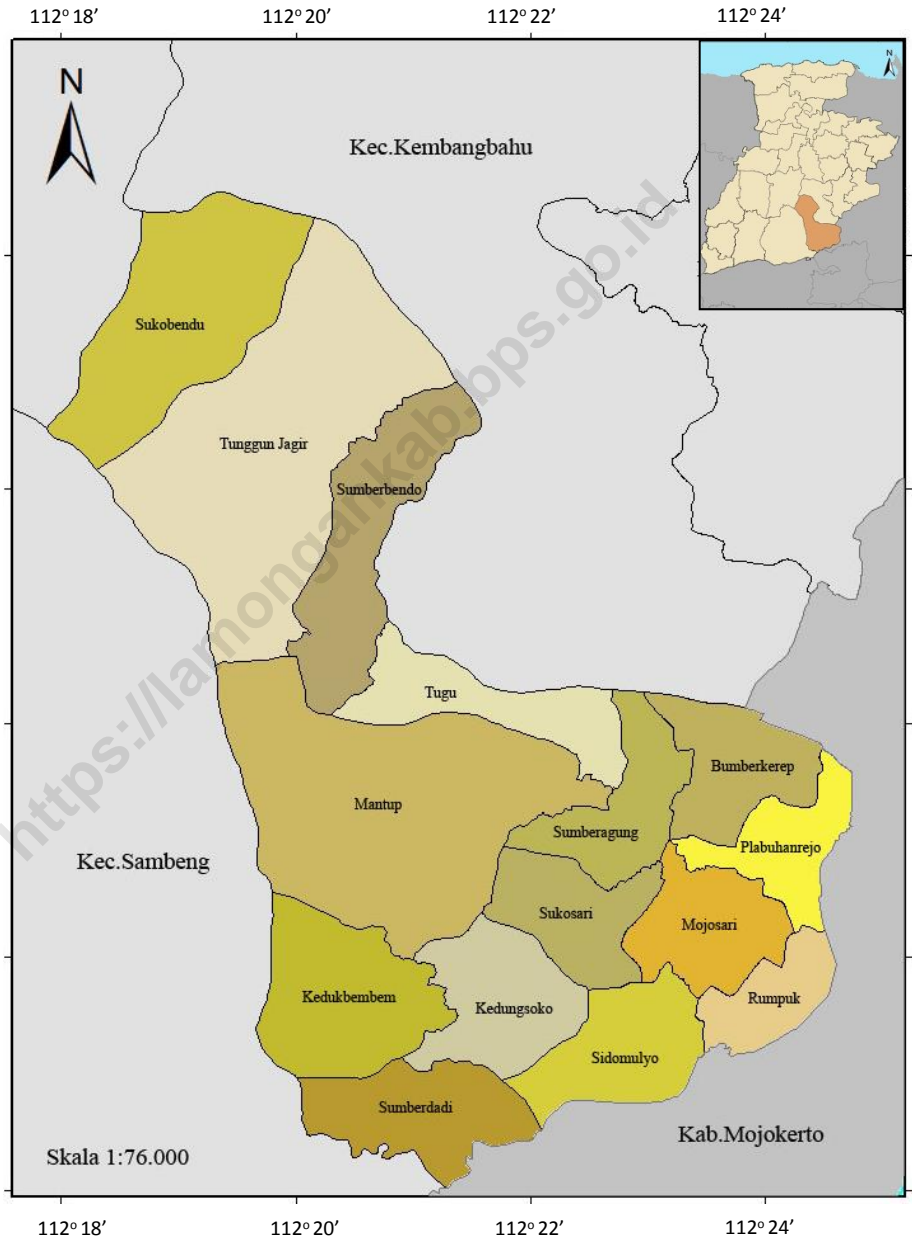 112° 18’ 112° 20’ 112° 22’ 112° 24’
N
N
Kec.Kembangbahu
Sukobendu
Tunggun Jagir
Sumberbendo
Tugu
Bumberkerep
Mantup
Sumberagung
Plabuhanrejo
Kec.Sambeng
Sukosari
Mojosari
Kedukbembem
Kedungsoko
Rumpuk
Sidomulyo
Sumberdadi
Kab.Mojokerto
Skala 1:76.000
112° 18’ 112° 20’ 112° 22’ 112° 24’
https://lamongankab.bps.go.id